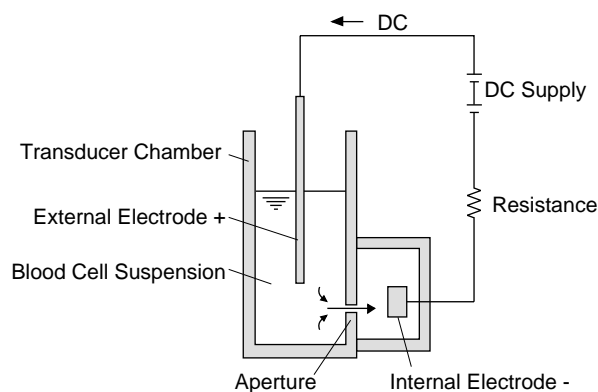 DC
DC Supply
Transducer Chamber
Resistance
External Electrode +
Blood Cell Suspension
Aperture
Internal Electrode -